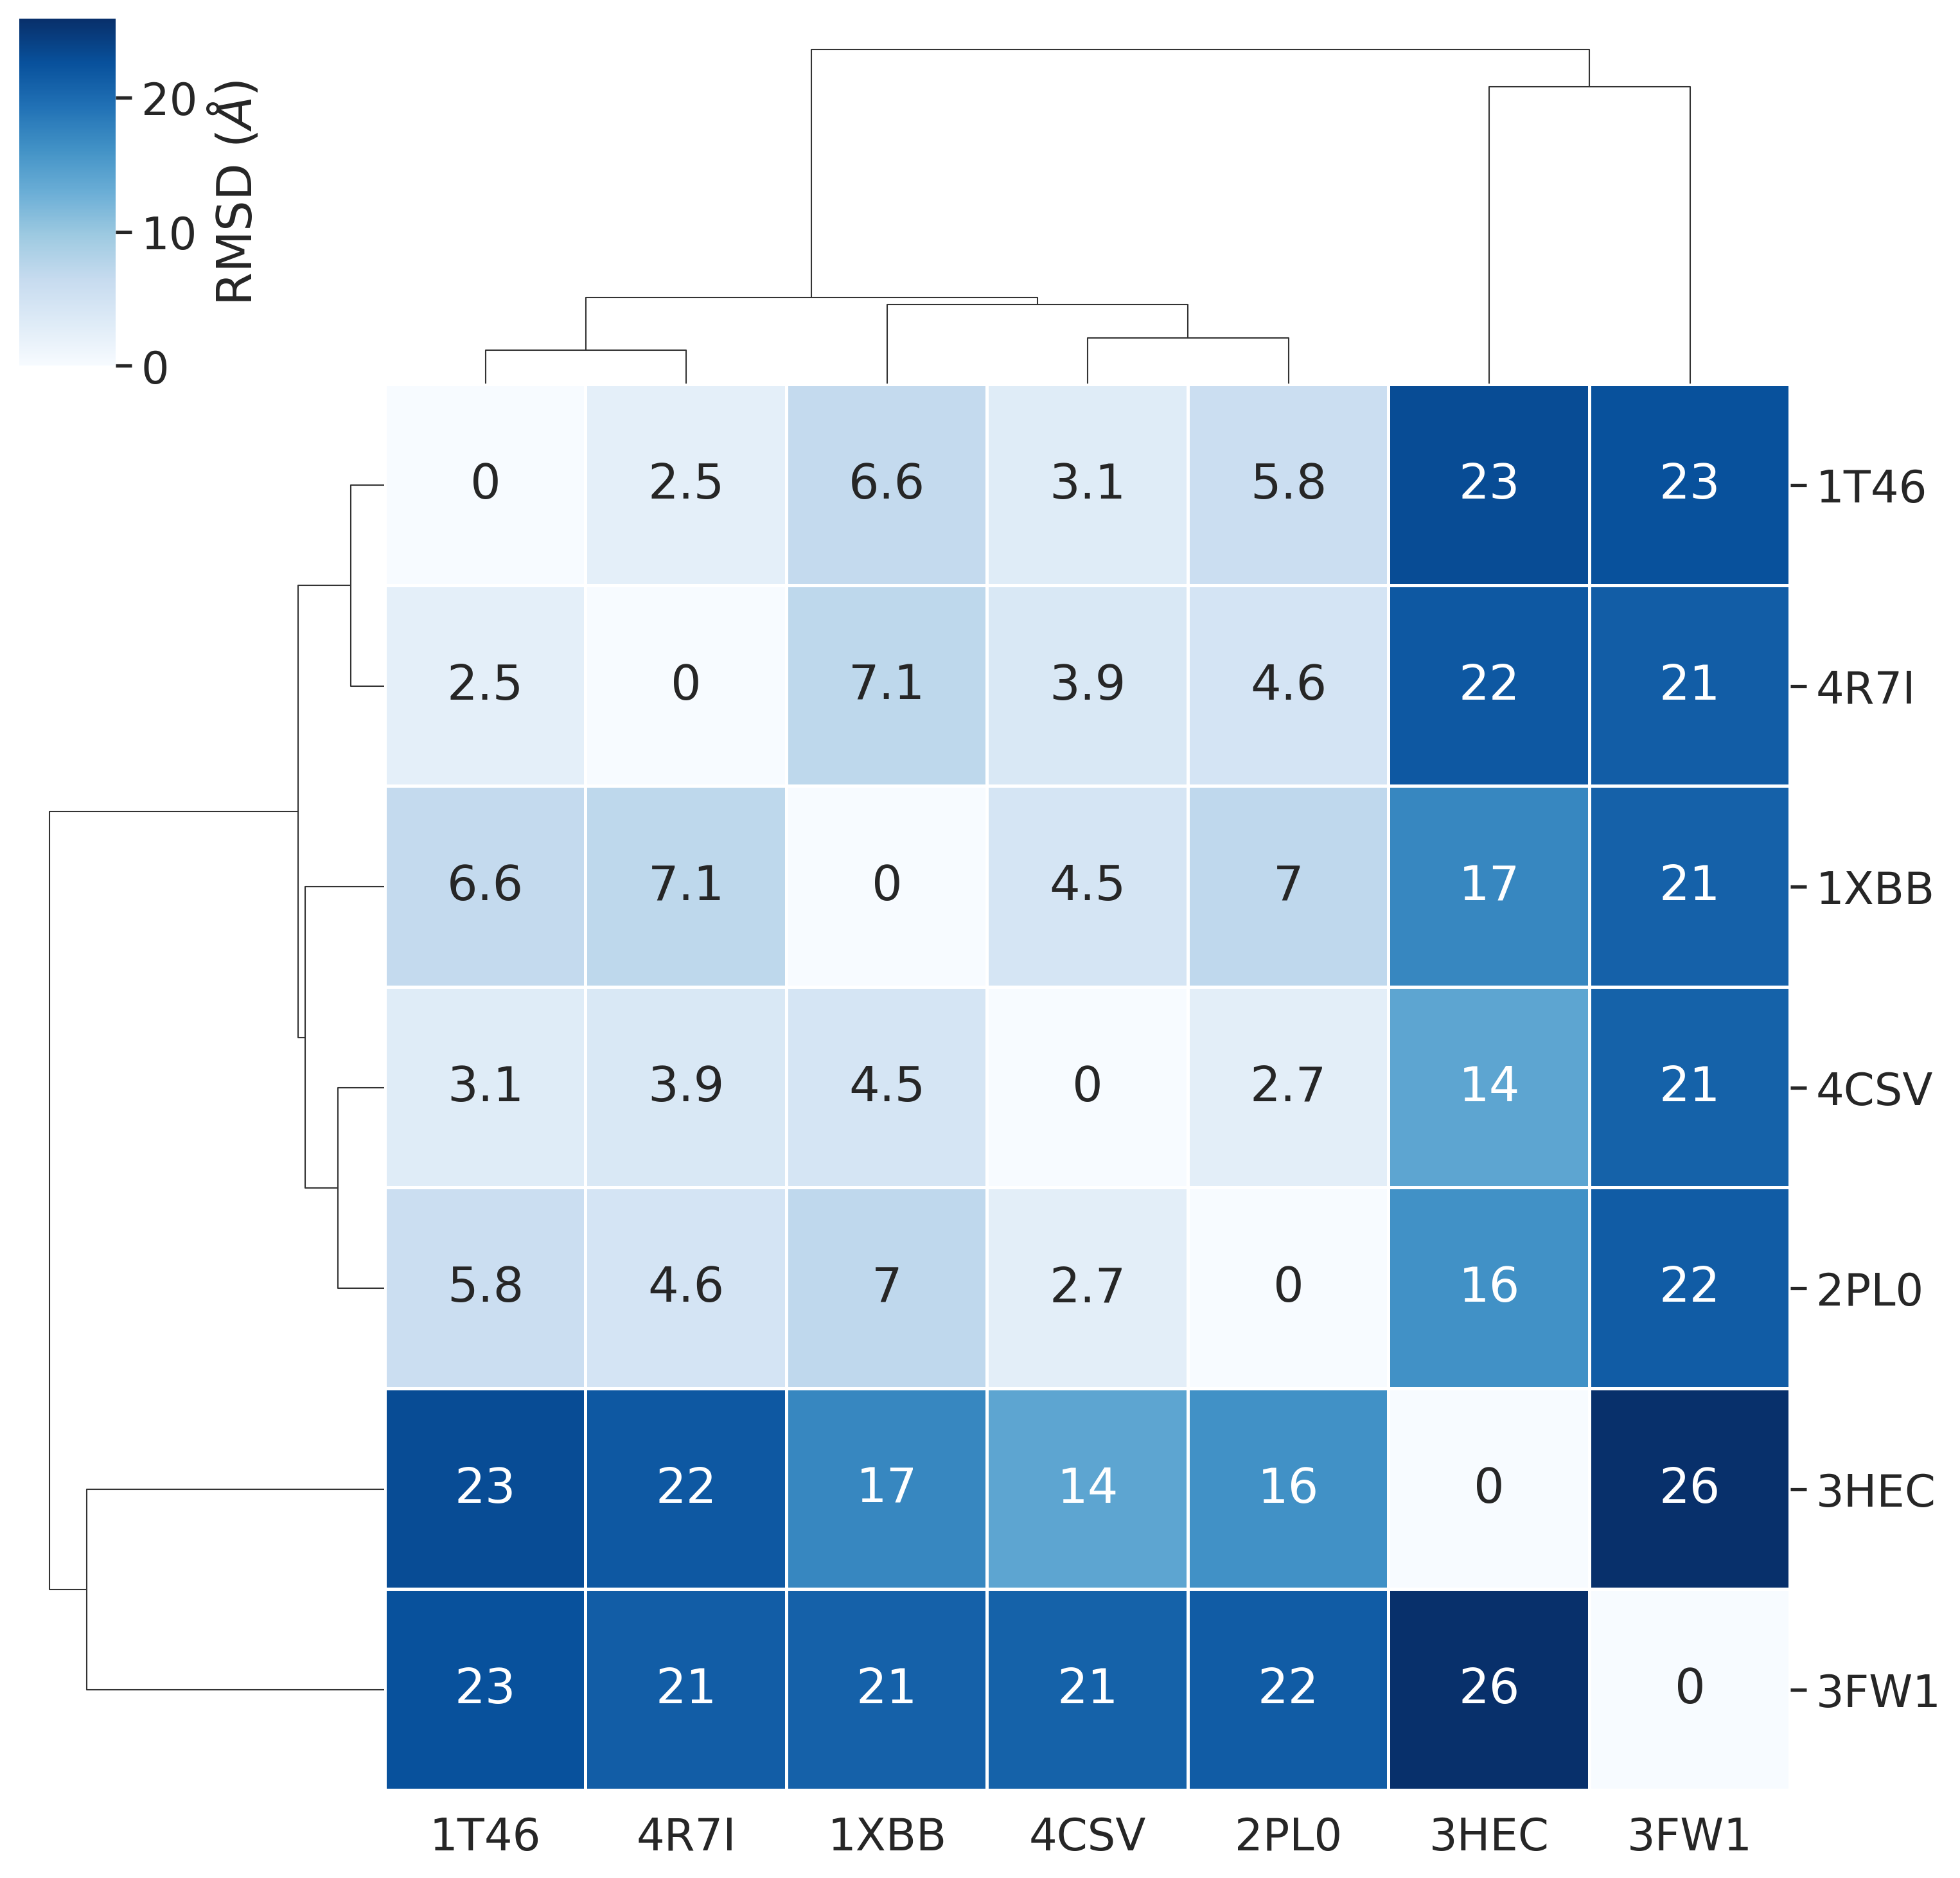 20
10
0
RMSD (Å)
0 2.5 6.6 3.1 5.8 23 23 1T46
2.5 0 7.1 3.9 4.6 22 21 4R7I
6.6 7.1 0 4.5 7 17 21 1XBB
3.1 3.9 4.5 0 2.7 14 21 4CSV
5.8 4.6 7 2.7 0 16 22 2PL0
23 22 17 14 16 0 26 3HEC
23 21 21 21 22 26 0 3FW1
1T46 4R7I 1XBB 4CSV 2PL0 3HEC 3FW1